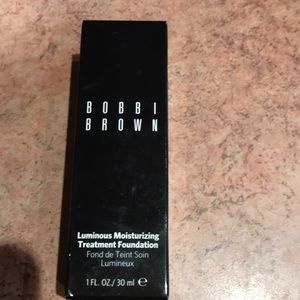 BOBBI
BROWN
Luminous Moisturizing
Treatment Foundation
Fond de Teint Soin
Lumineux
1 FL. OZ./30 ml ℮